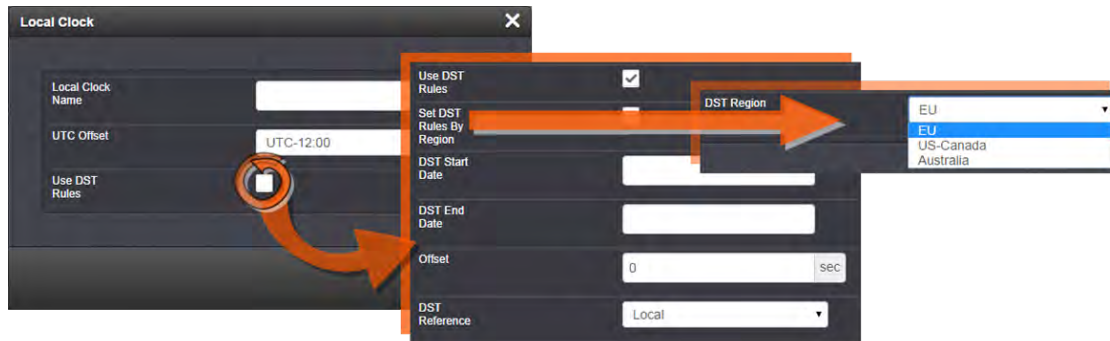 Local Clock
Local Clock
Name
UTC Offset
UTC-12:00
Use DST
Rules
Use DST
Rules
Set DST
Rules By
Region
DST Start
Date
DST End
Date
Offset
0
sec
DST
Reference
Local
DST Region
EU
EU
US-Canada
Australia